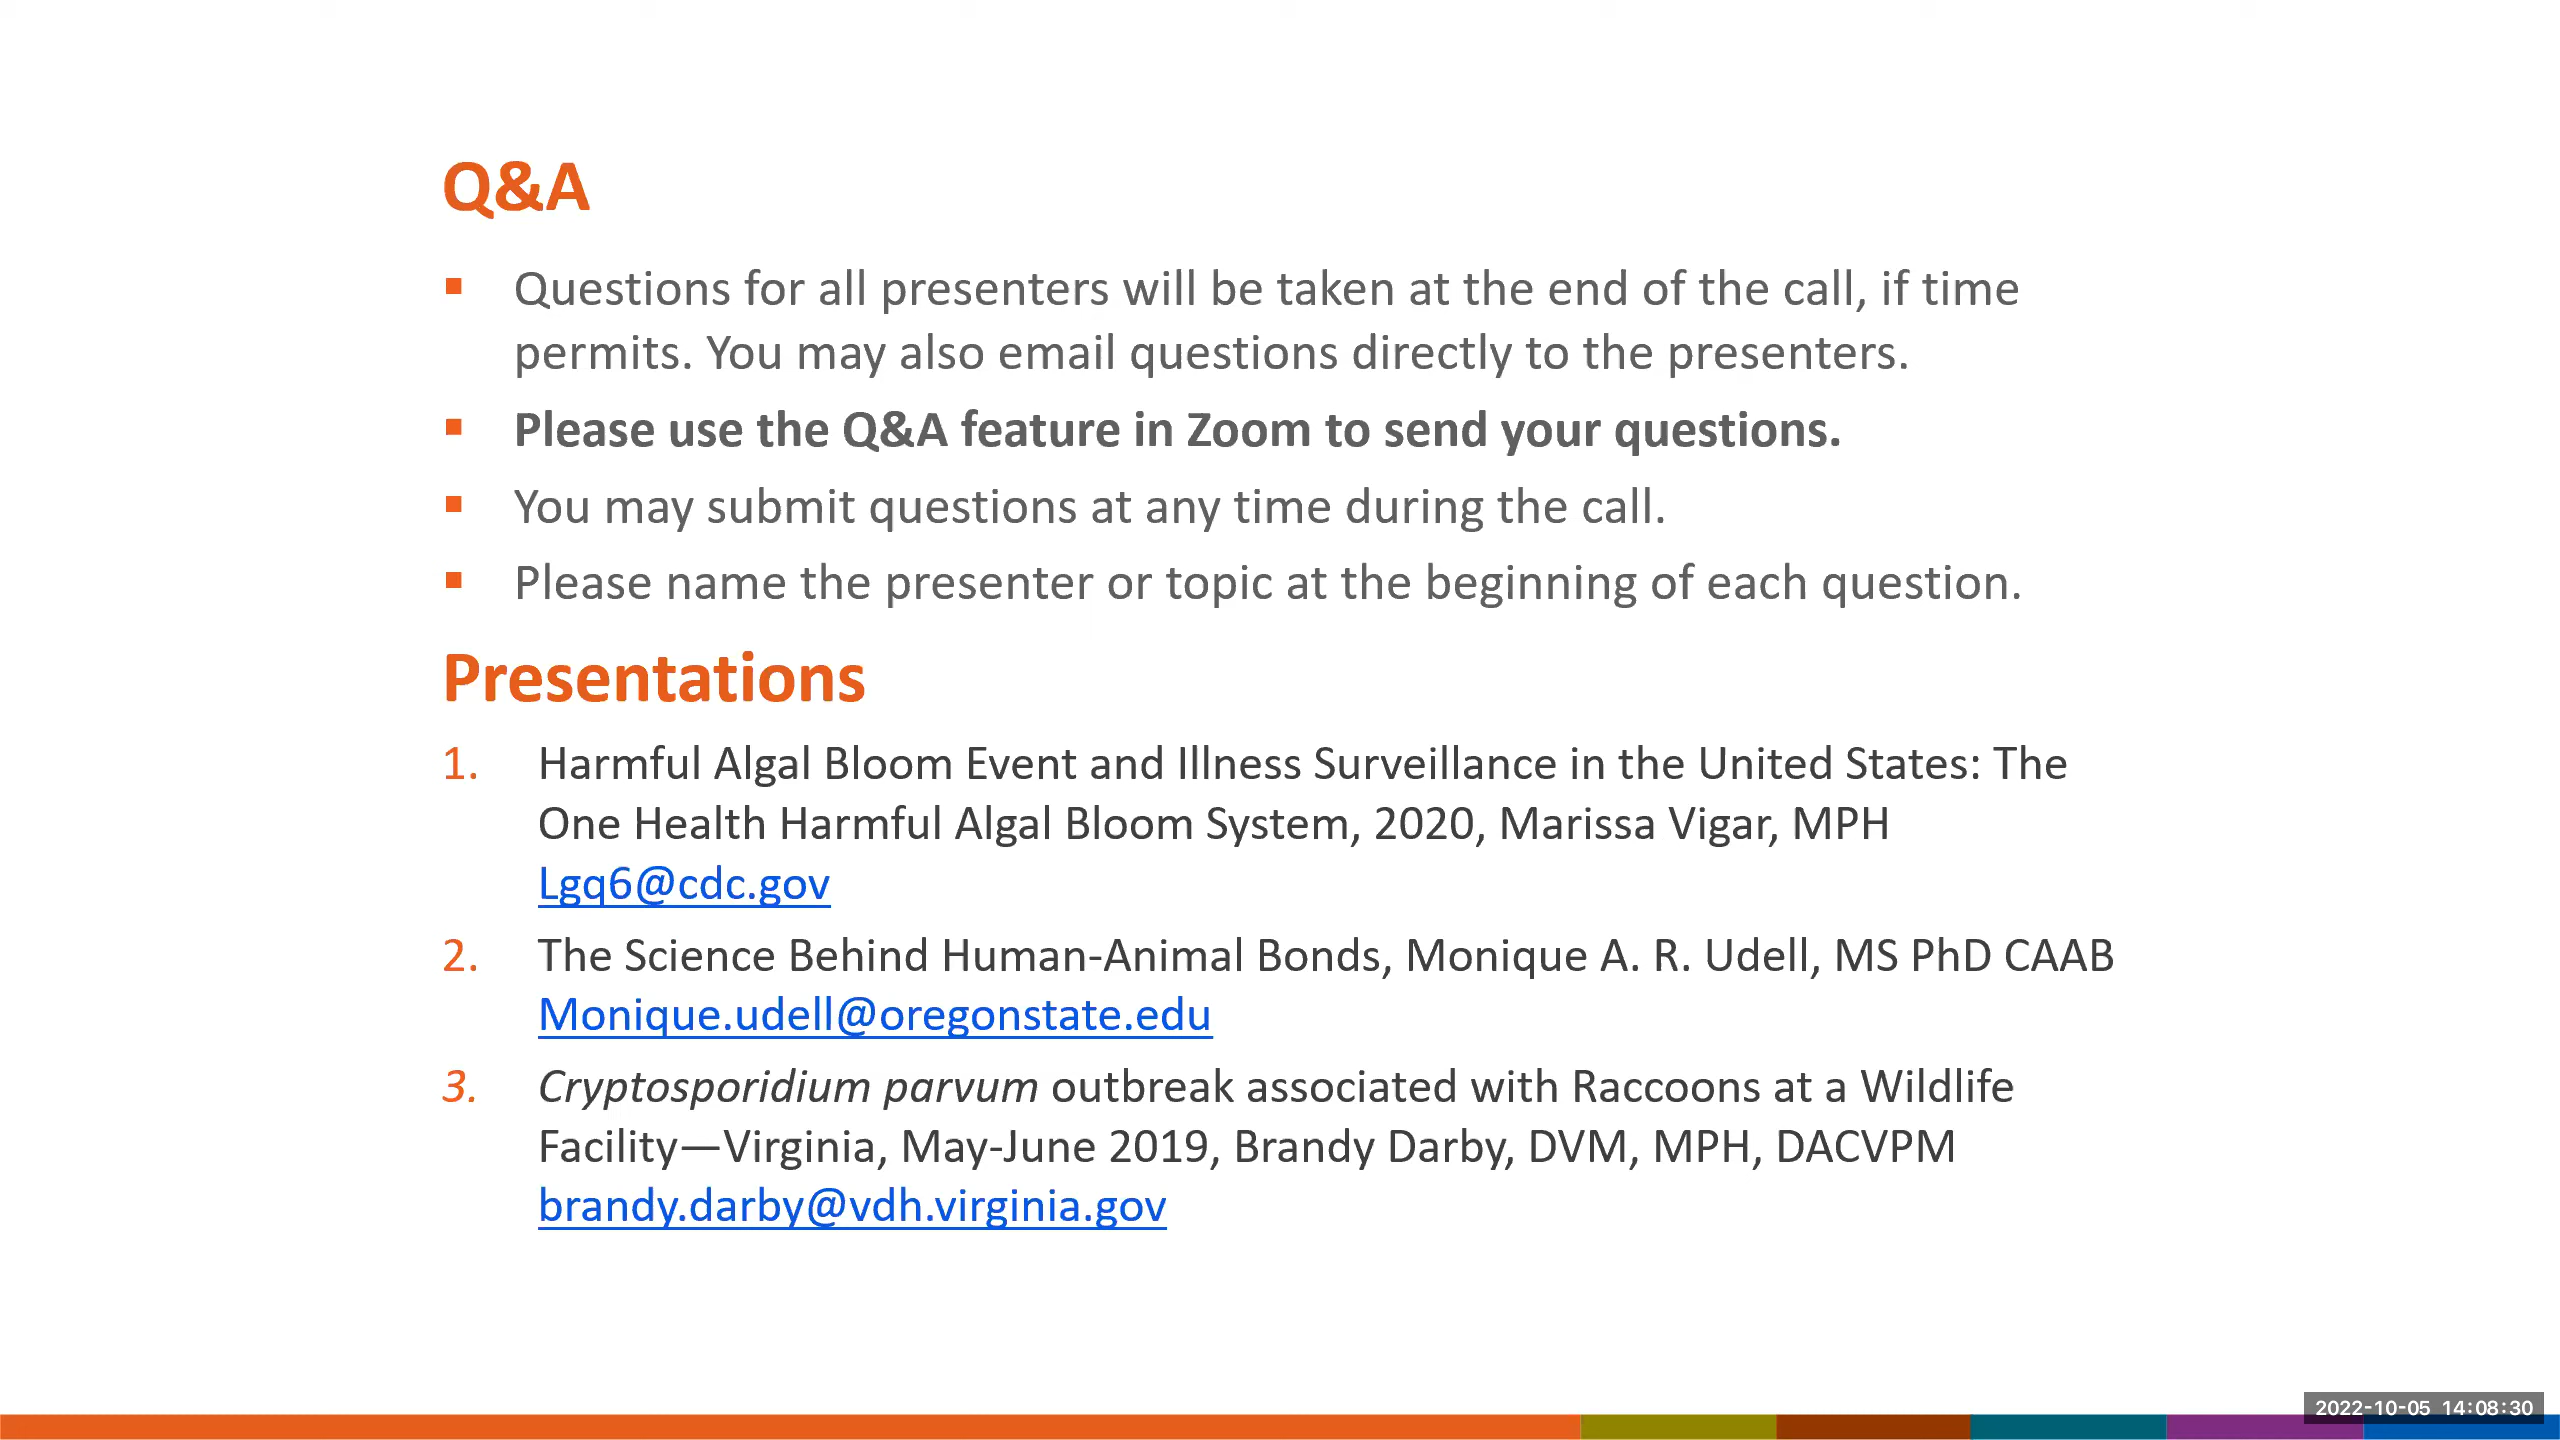 Q&A
▪ Questions for all presenters will be taken at the end of the call, if time
permits. You may also email questions directly to the presenters.
▪ Please use the Q&A feature in Zoom to send your questions.
▪ You may submit questions at any time during the call.
▪ Please name the presenter or topic at the beginning of each question.
Presentations
1. Harmful Algal Bloom Event and Illness Surveillance in the United States: The
One Health Harmful Algal Bloom System, 2020, Marissa Vigar, MPH
Lgq6@cdc.gov
2. The Science Behind Human-Animal Bonds, Monique A. R. Udell, MS PhD CAAB
Monique.udell@oregonstate.edu
3. Cryptosporidium parvum outbreak associated with Raccoons at a Wildlife
Facility—Virginia, May-June 2019, Brandy Darby, DVM, MPH, DACVPM
brandy.darby@vdh.virginia.gov
2022-10-05 14:08:30